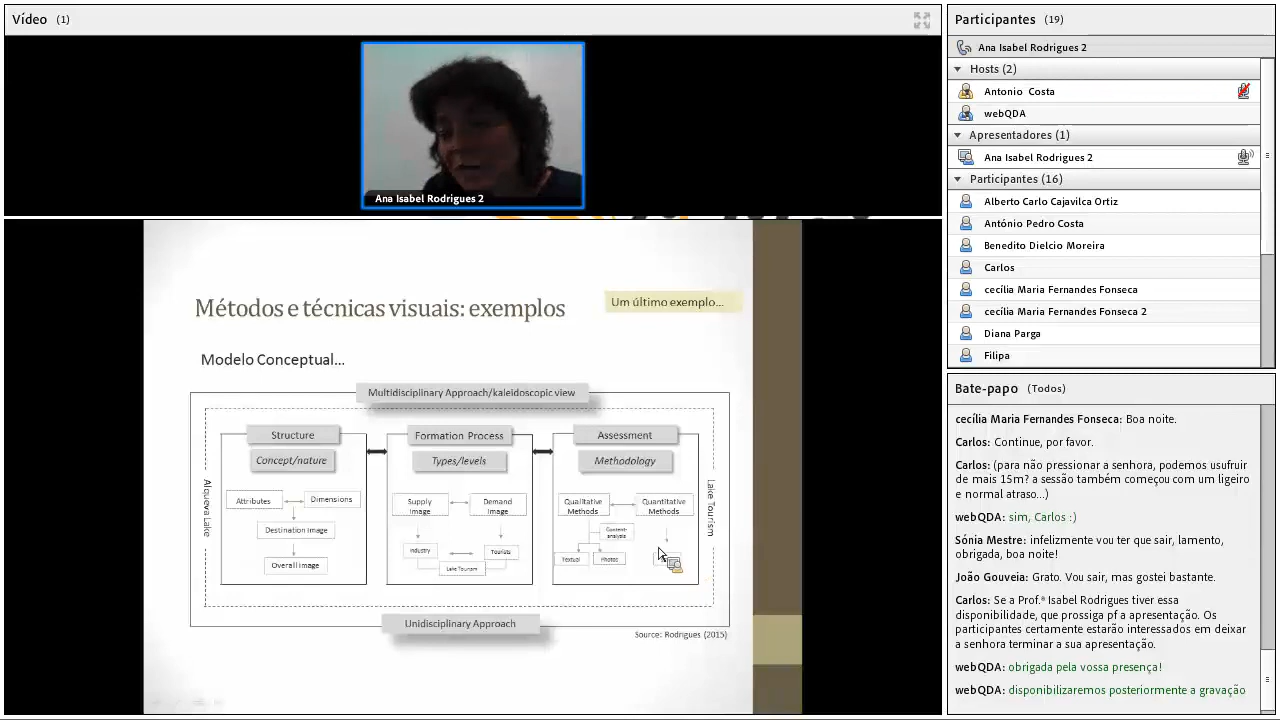 Vídeo (1)
Ana Isabel Rodrigues 2
Métodos e técnicas visuais: exemplos
Um último exemplo...
Modelo Conceptual...
Multidisciplinary Approach/kaleidoscopic view
Structure
Concept/nature
Attributes
Dimensions
Destination Image
Overall image
Formation Process
Types/levels
Supply
Image
Demand
Image
Industry
Tourists
Lake Tourism
Assessment
Methodology
Qualitative
Methods
Quantitative
Methods
Content-
analysis
Textual
Photos
Alqueva Lake
Lake Tourism
Unidisciplinary Approach
Source: Rodrigues (2015)
Participantes (19)
Ana Isabel Rodrigues 2
Hosts (2)
Antonio Costa
webQDA
Apresentadores (1)
Ana Isabel Rodrigues 2
Participantes (16)
Alberto Carlo Cajavilca Ortiz
António Pedro Costa
Benedito Dielcio Moreira
Carlos
cecília Maria Fernandes Fonseca
cecília Maria Fernandes Fonseca 2
Diana Parga
Filipa
Bate-papo (Todos)
cecília Maria Fernandes Fonseca: Boa noite.
Carlos: Continue, por favor.
Carlos: (para não pressionar a senhora, podemos usufruir
de mais 15m? a sessão também começou com um ligeiro
e normal atraso...)
webQDA: sim, Carlos :)
Sónia Mestre: infelizmente vou ter que sair, lamento,
obrigada, bjns
João Gouveia: Grato. Vou sair, mas gostei bastante.
Carlos: Se a Prof.ª Isabel Rodrigues tiver essa
disponibilidade, que prosiga pf a apresentação. Os
participantes certamente estarão interessados em deixar
a senhora terminar a sua apresentação.
webQDA: obrigada pela vossa presença!
webQDA: disponibilizaremos posteriormente a gravação